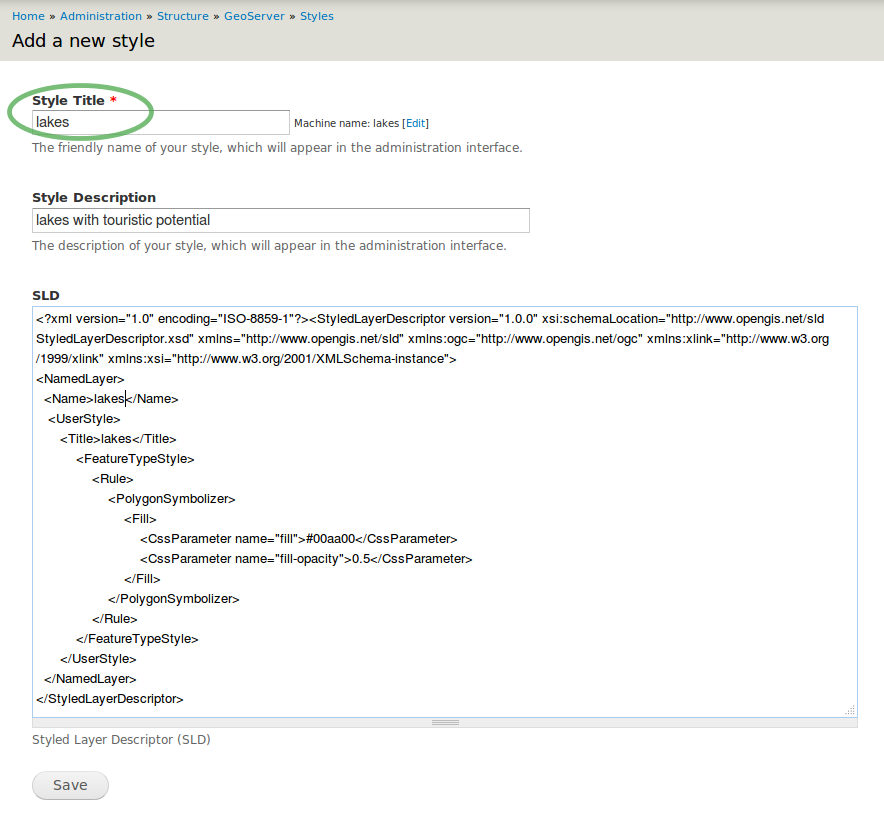 Home » Administration » Structure » GeoServer » Styles
Add a new style
Style Title *
lakes
Machine name: lakes [Edit]
The friendly name of your style, which will appear in the administration interface.
Style Description
lakes with touristic potential
The description of your style, which will appear in the administration interface.
SLD
<?xml version="1.0" encoding="ISO-8859-1"?><StyledLayerDescriptor version="1.0.0" xsi:schemaLocation="http://www.opengis.net/sld
StyledLayerDescriptor.xsd" xmlns="http://www.opengis.net/sld" xmlns:ogc="http://www.opengis.net/ogc" xmlns:xlink="http://www.w3.org
/1999/xlink" xmlns:xsi="http://www.w3.org/2001/XMLSchema-instance">
<NamedLayer>
<Name>lakes</Name>
<UserStyle>
<Title>lakes</Title>
<FeatureTypeStyle>
<Rule>
<PolygonSymbolizer>
<Fill>
<CssParameter name="fill">#00aa00</CssParameter>
<CssParameter name="fill-opacity">0.5</CssParameter>
</Fill>
</PolygonSymbolizer>
</Rule>
</FeatureTypeStyle>
</UserStyle>
</NamedLayer>
</StyledLayerDescriptor>
Styled Layer Descriptor (SLD)
Save